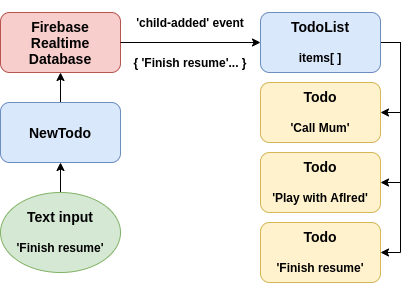 Firebase
Realtime
Database
'child-added' event
{ 'Finish resume'... }
TodoList
items[ ]
NewTodo
Text input
'Finish resume'
Todo
'Call Mum'
Todo
'Play with Aflred'
Todo
'Finish resume'